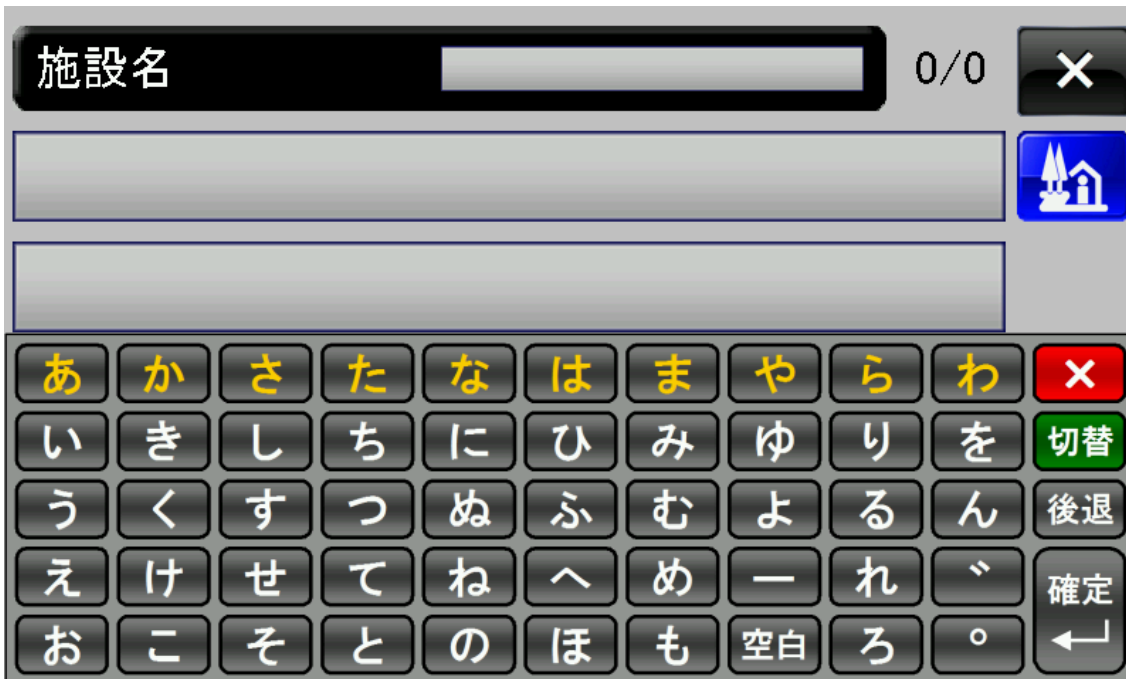 施設名 0/0 ×
あ か さ た な は ま や ら わ ×
い き し ち に ひ み ゆ り を 切替
う く す つ ぬ ふ む よ る ん 後退
え け せ て ね へ め ー れ ゛ 確定
お こ そ と の ほ も 空白 ろ ゜